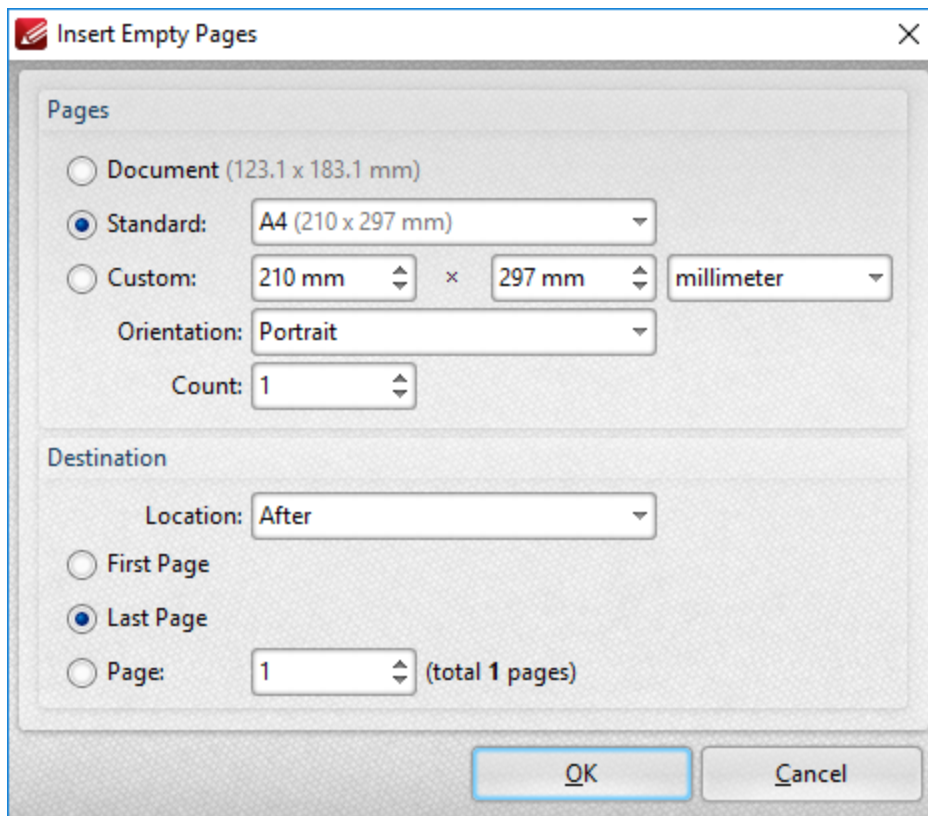 Insert Empty Pages
Pages
Document (123.1 x 183.1 mm)
Standard: A4 (210 x 297 mm)
Custom: 210 mm × 297 mm millimeter
Orientation: Portrait
Count: 1
Destination
Location: After
First Page
Last Page
Page: 1 (total 1 pages)
OK Cancel